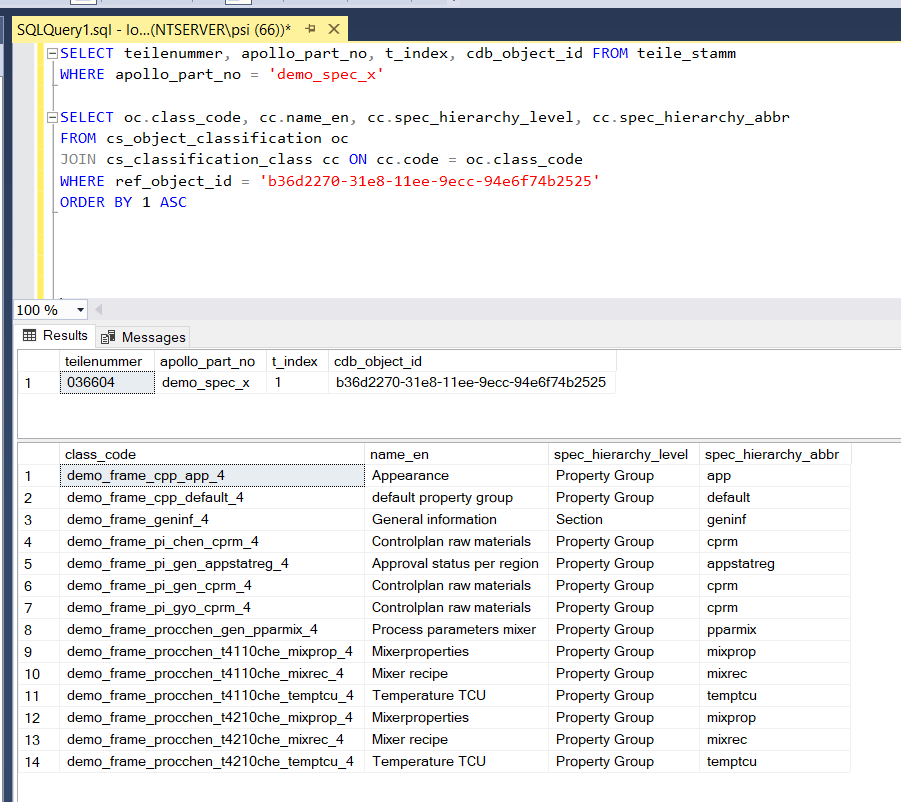 SQLQuery1.sql - lo...(NTSERVER\psi (66))*
SELECT teilenummer, apollo_part_no, t_index, cdb_object_id FROM teile_stamm
WHERE apollo_part_no = 'demo_spec_x'
SELECT oc.class_code, cc.name_en, cc.spec_hierarchy_level, cc.spec_hierarchy_abbr
FROM cs_object_classification oc
JOIN cs_classification_class cc ON cc.code = oc.class_code
WHERE ref_object_id = 'b36d2270-31e8-11ee-9ecc-94e6f74b2525'
ORDER BY 1 ASC
100 %
Results Messages
teilenummer apollo_part_no t_index cdb_object_id
1 036604 demo_spec_x 1 b36d2270-31e8-11ee-9ecc-94e6f74b2525
class_code name_en spec_hierarchy_level spec_hierarchy_abbr
1 demo_frame_cpp_app_4 Appearance Property Group app
2 demo_frame_cpp_default_4 default property group Property Group default
3 demo_frame_geninf_4 General information Section geninf
4 demo_frame_pi_chen_cprm_4 Controlplan raw materials Property Group cprm
5 demo_frame_pi_gen_appstatreg_4 Approval status per region Property Group appstatreg
6 demo_frame_pi_gen_cprm_4 Controlplan raw materials Property Group cprm
7 demo_frame_pi_gyo_cprm_4 Controlplan raw materials Property Group cprm
8 demo_frame_procchen_gen_pparmix_4 Process parameters mixer Property Group pparmix
9 demo_frame_procchen_t4110che_mixprop_4 Mixerproperties Property Group mixprop
10 demo_frame_procchen_t4110che_mixrec_4 Mixer recipe Property Group mixrec
11 demo_frame_procchen_t4110che_temptcu_4 Temperature TCU Property Group temptcu
12 demo_frame_procchen_t4210che_mixprop_4 Mixerproperties Property Group mixprop
13 demo_frame_procchen_t4210che_mixrec_4 Mixer recipe Property Group mixrec
14 demo_frame_procchen_t4210che_temptcu_4 Temperature TCU Property Group temptcu